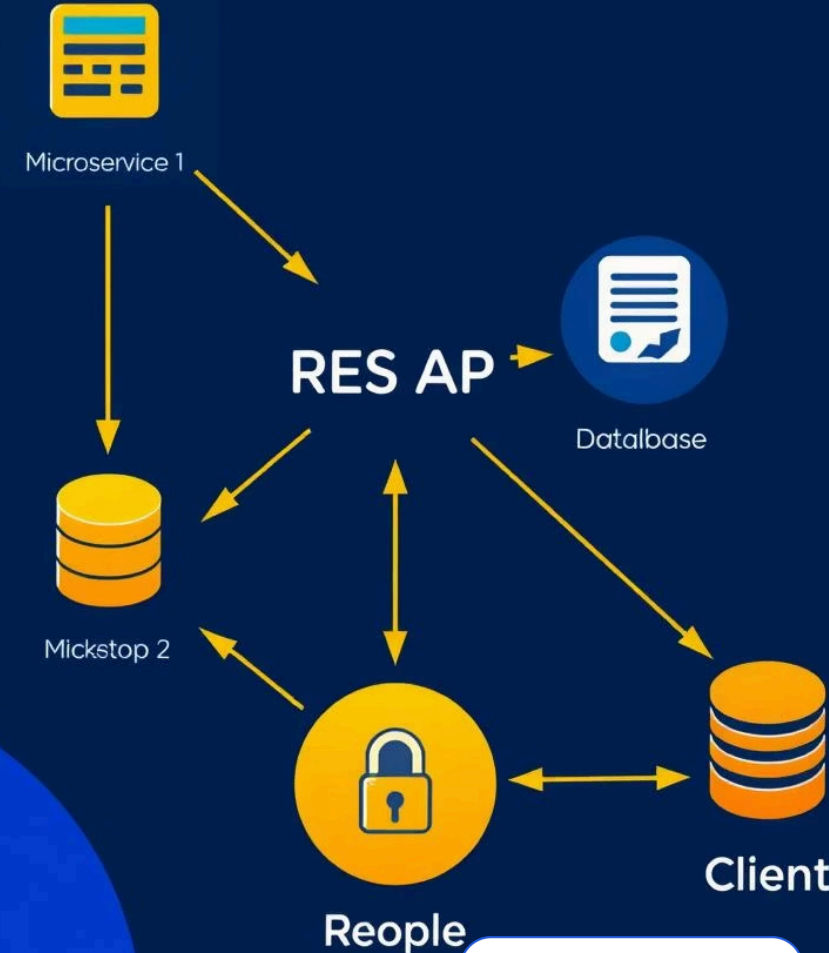 Microservice 1
RES AP
Datalbase
Mickstop 2
Client
Reople